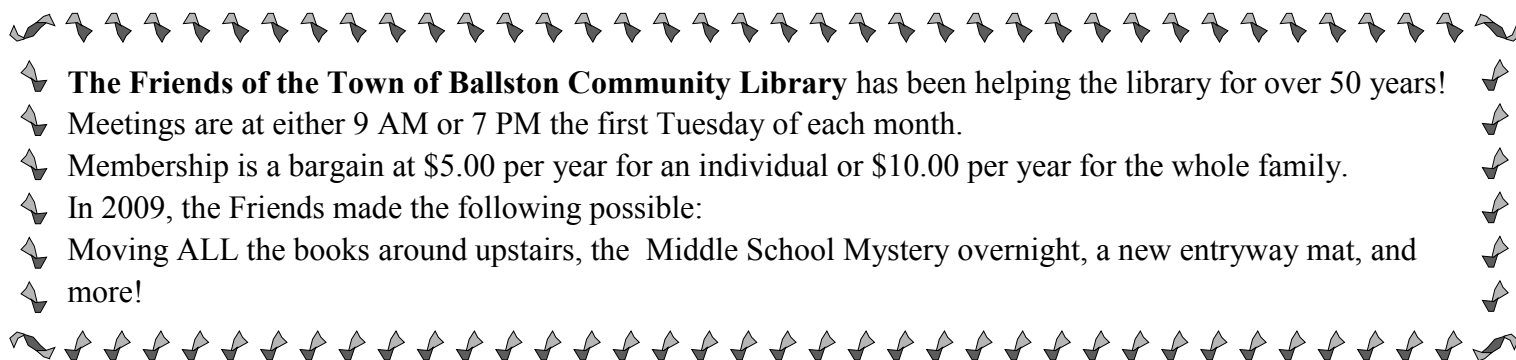 The Friends of the Town of Ballston Community Library has been helping the library for over 50 years!
Meetings are at either 9 AM or 7 PM the first Tuesday of each month.
Membership is a bargain at $5.00 per year for an individual or $10.00 per year for the whole family.
In 2009, the Friends made the following possible:
Moving ALL the books around upstairs, the  Middle School Mystery overnight, a new entryway mat, and
more!